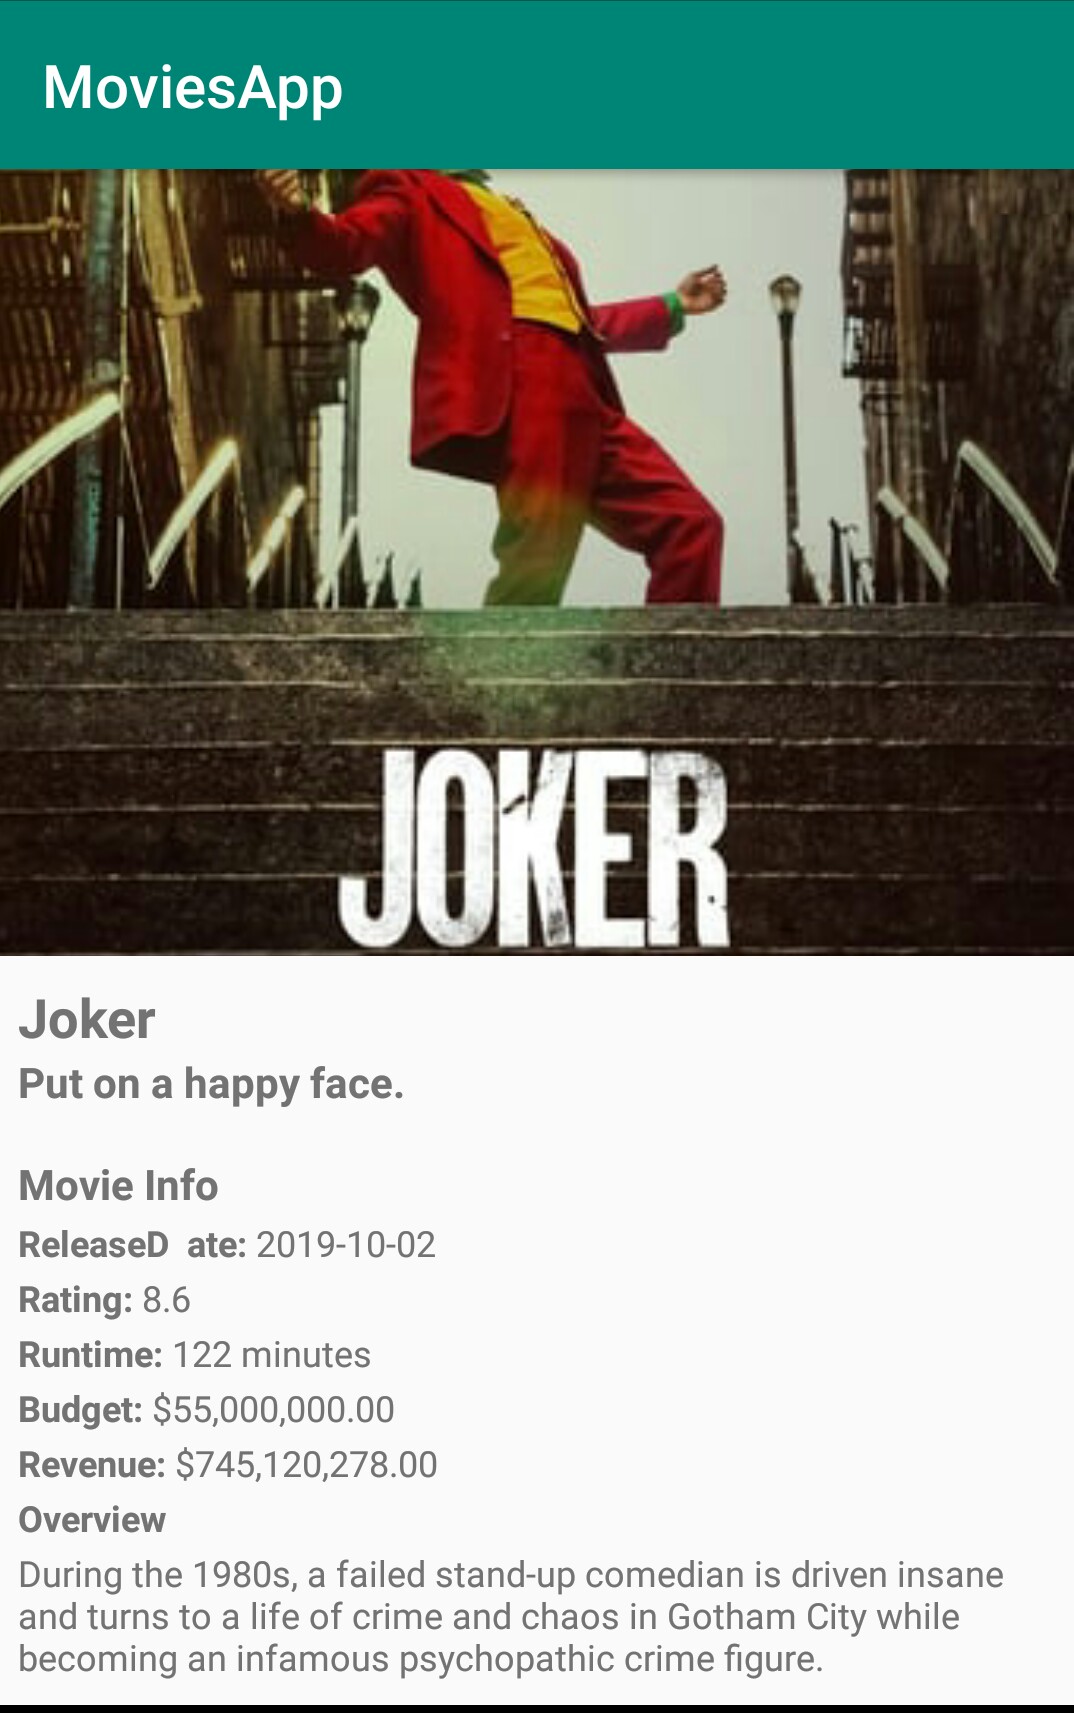 MoviesApp
JOKER
Joker
Put on a happy face.
Movie Info
ReleaseD  ate: 2019-10-02
Rating: 8.6
Runtime: 122 minutes
Budget: $55,000,000.00
Revenue: $745,120,278.00
Overview
During the 1980s, a failed stand-up comedian is driven insane
and turns to a life of crime and chaos in Gotham City while
becoming an infamous psychopathic crime figure.